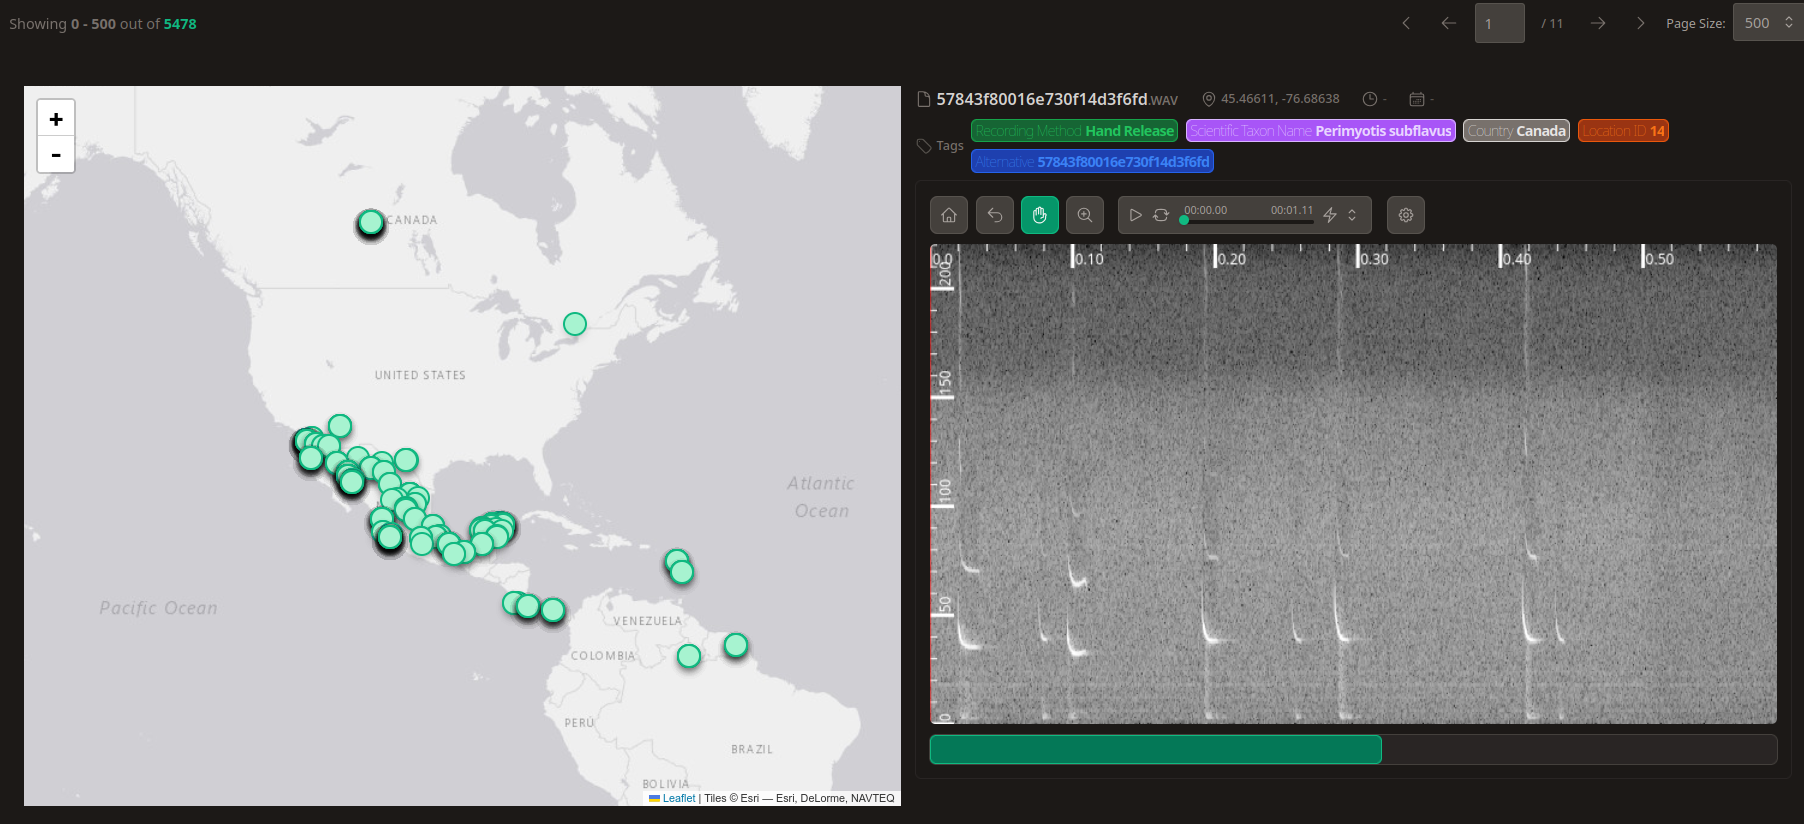 Showing 0 - 500 out of 5478
1 / 11 Page Size: 500
+
-
CANADA
UNITED STATES
Atlantic
Ocean
Pacific Ocean
VENEZUELA
COLOMBIA
PERÚ
BRAZIL
BOLIVIA
Leaflet | Tiles © Esri — Esri, DeLorme, NAVTEQ
57843f80016e730f14d3f6fd.WAV 45.46611, -76.68638 - -
Tags
Recording Method Hand Release Scientific Taxon Name Perimyotis subflavus Country Canada Location ID 14
Alternative 57843f80016e730f14d3f6fd
00:00.00 00:01.11
0.0 0.10 0.20 0.30 0.40 0.50
200
150
100
50
0